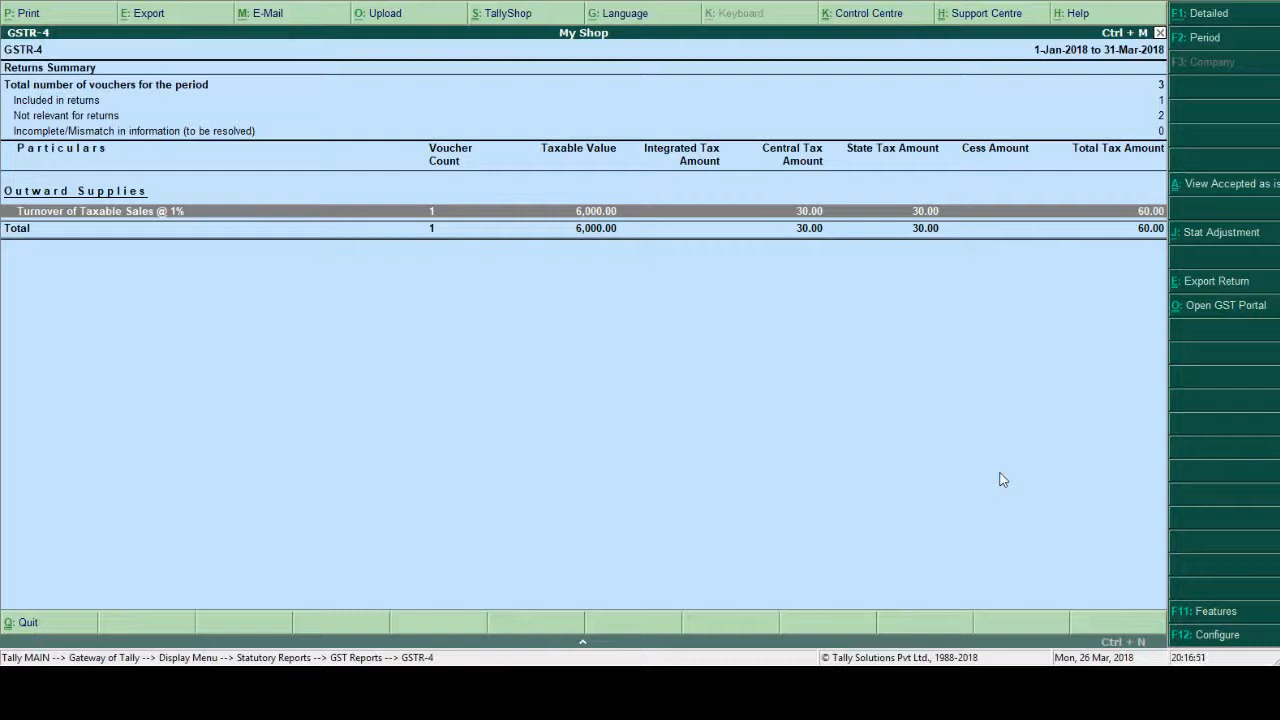 P: Print E: Export M: E-Mail O: Upload S: TallyShop G: Language K: Keyboard K: Control Centre H: Support Centre H: Help F1: Detailed
GSTR-4 My Shop Ctrl + M
F2: Period
GSTR-4 1-Jan-2018 to 31-Mar-2018
F3: Company
Returns Summary
Total number of vouchers for the period 3
Included in returns 1
Not relevant for returns 2
Incomplete/Mismatch in information (to be resolved) 0
Particulars Voucher Taxable Value Integrated Tax Central Tax State Tax Amount Cess Amount Total Tax Amount
Count Amount Amount
A: View Accepted as is
Outward Supplies
Turnover of Taxable Sales @ 1% 1 6,000.00 30.00 30.00 60.00
Total 1 6,000.00 30.00 30.00 60.00
J: Stat Adjustment
E: Export Return
O: Open GST Portal
F11: Features
Q: Quit
F12: Configure
Ctrl + N
Tally MAIN --> Gateway of Tally --> Display Menu --> Statutory Reports --> GST Reports --> GSTR-4 © Tally Solutions Pvt Ltd., 1988-2018 Mon, 26 Mar, 2018 20:16:51